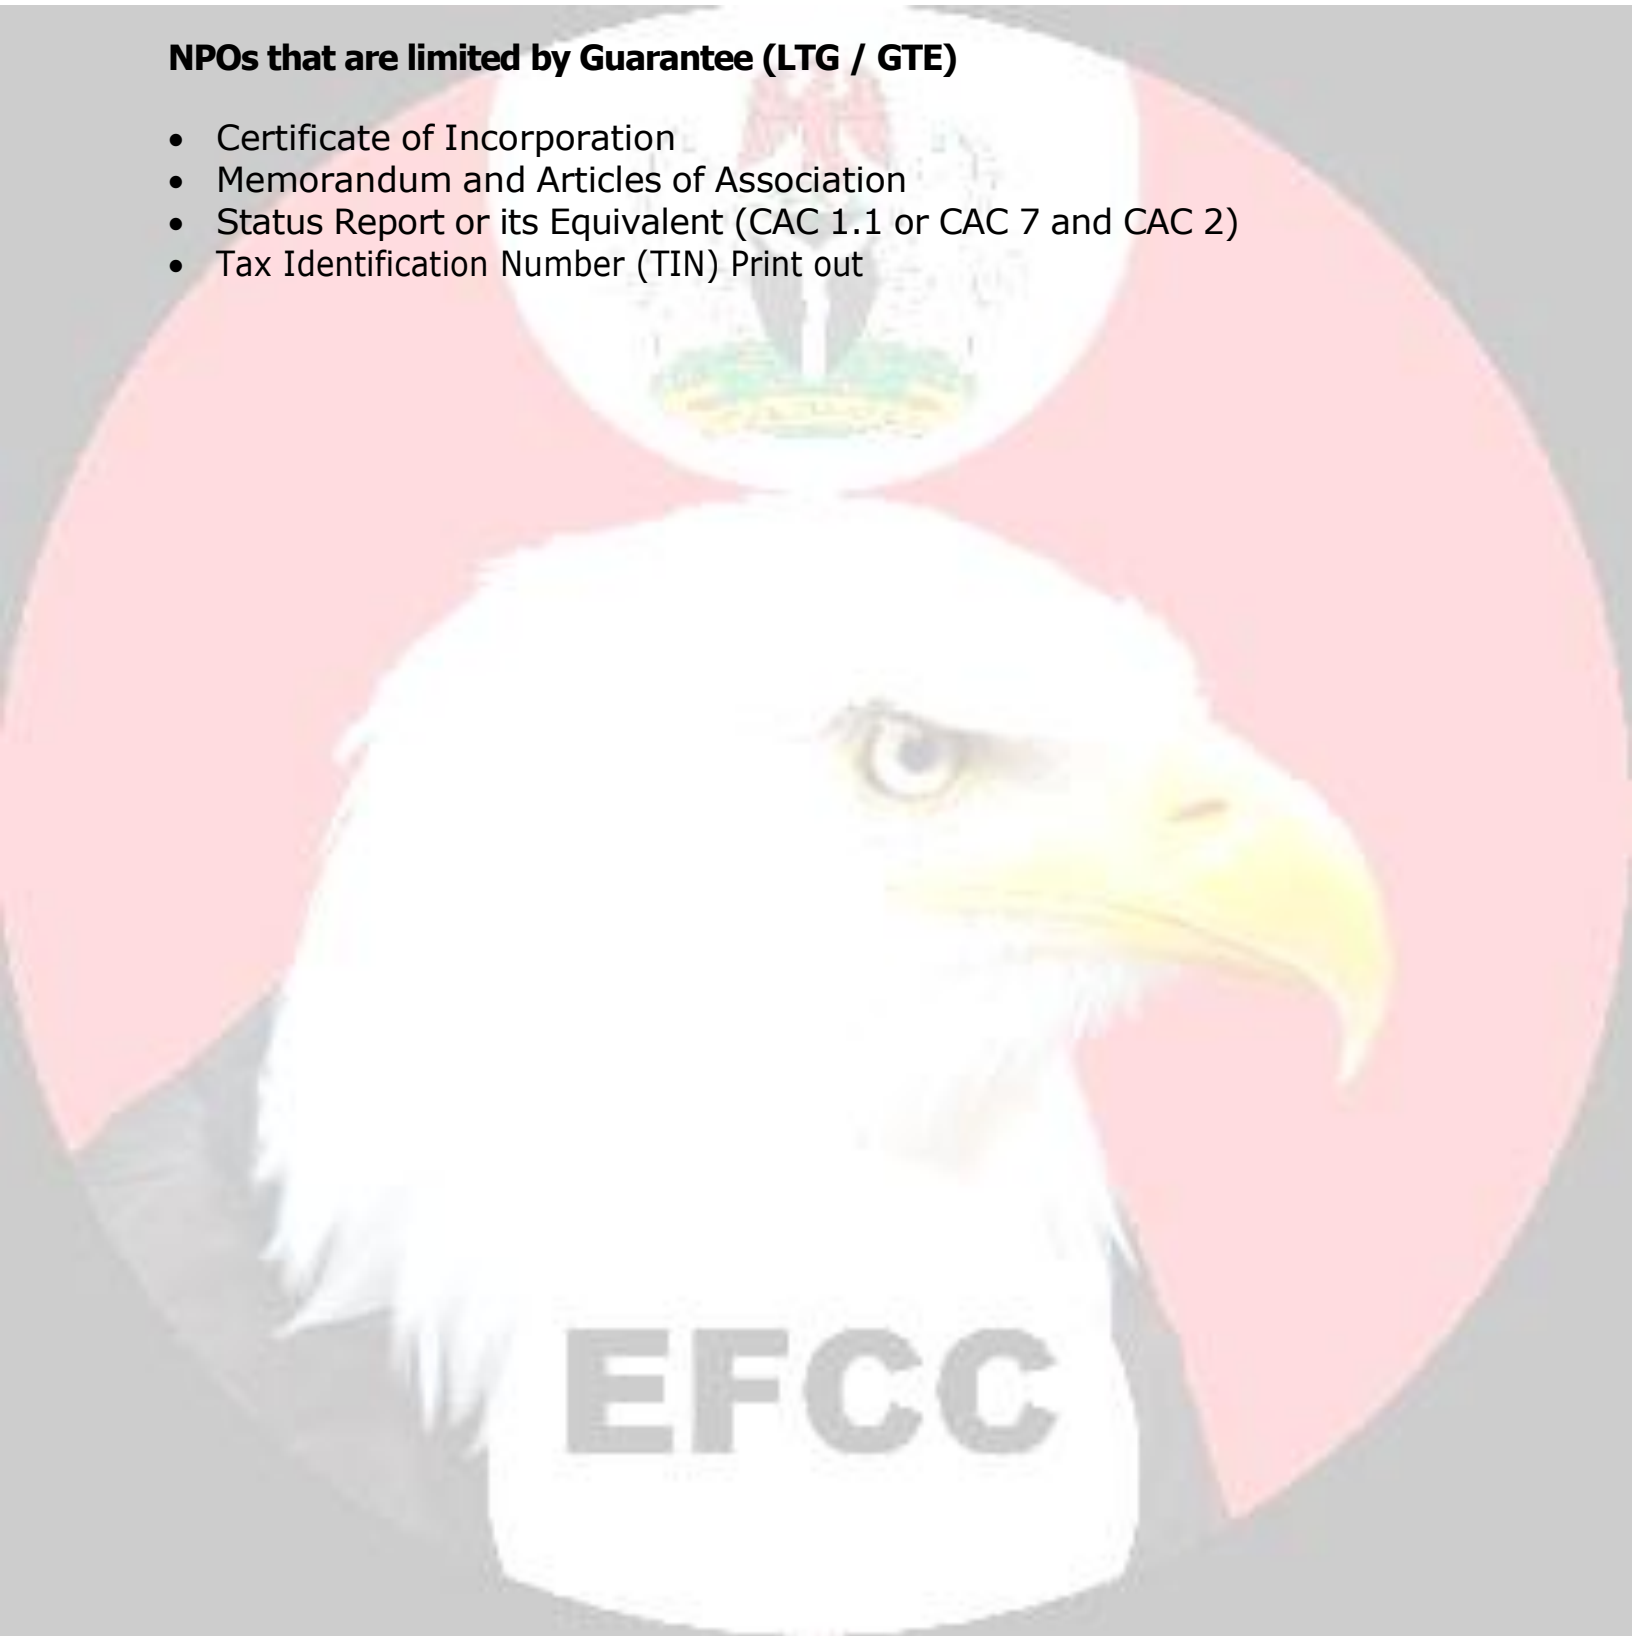 NPOs that are limited by Guarantee (LTG / GTE)
• Certificate of Incorporation
• Memorandum and Articles of Association
• Status Report or its Equivalent (CAC 1.1 or CAC 7 and CAC 2)
• Tax Identification Number (TIN) Print out
EFCC